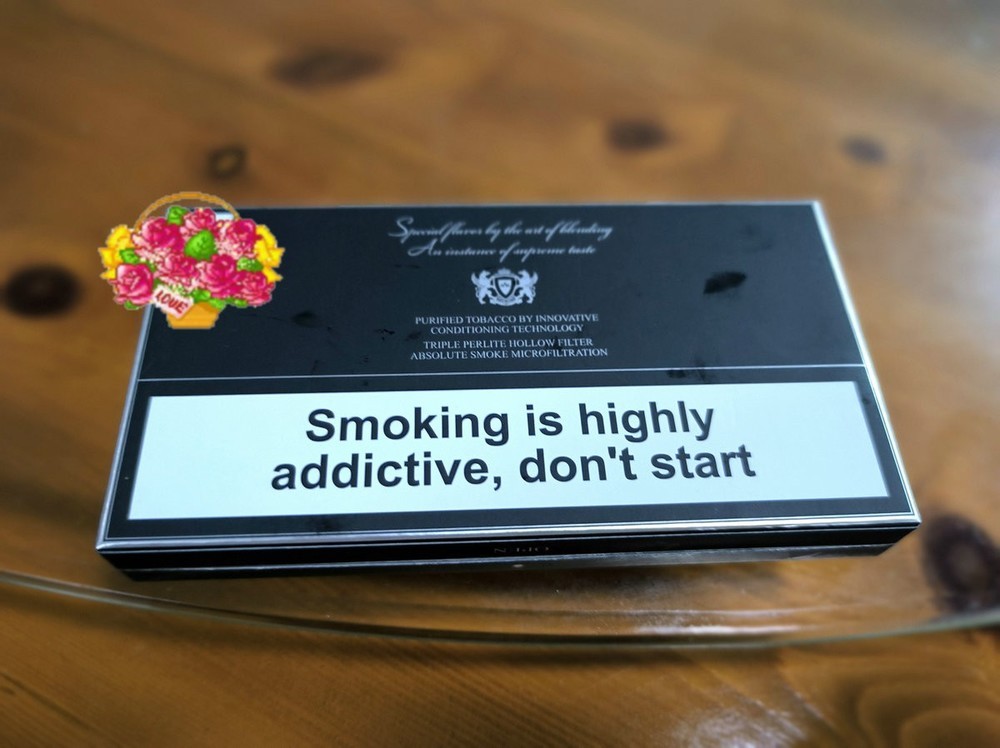 Special flavor by the art of blending
An instance of supreme taste
PURIFIED TOBACCO BY INNOVATIVE
CONDITIONING TECHNOLOGY
TRIPLE PERLITE HOLLOW FILTER
ABSOLUTE SMOKE MICROFILTRATION
LOVE
Smoking is highly
addictive, don't start